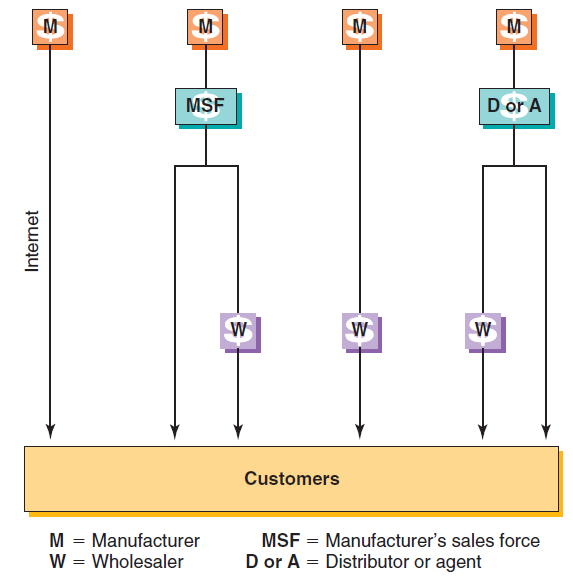 M M M M
MSF D or A
Internet
W W W
Customers
M = Manufacturer MSF = Manufacturer's sales force
W = Wholesaler D or A = Distributor or agent